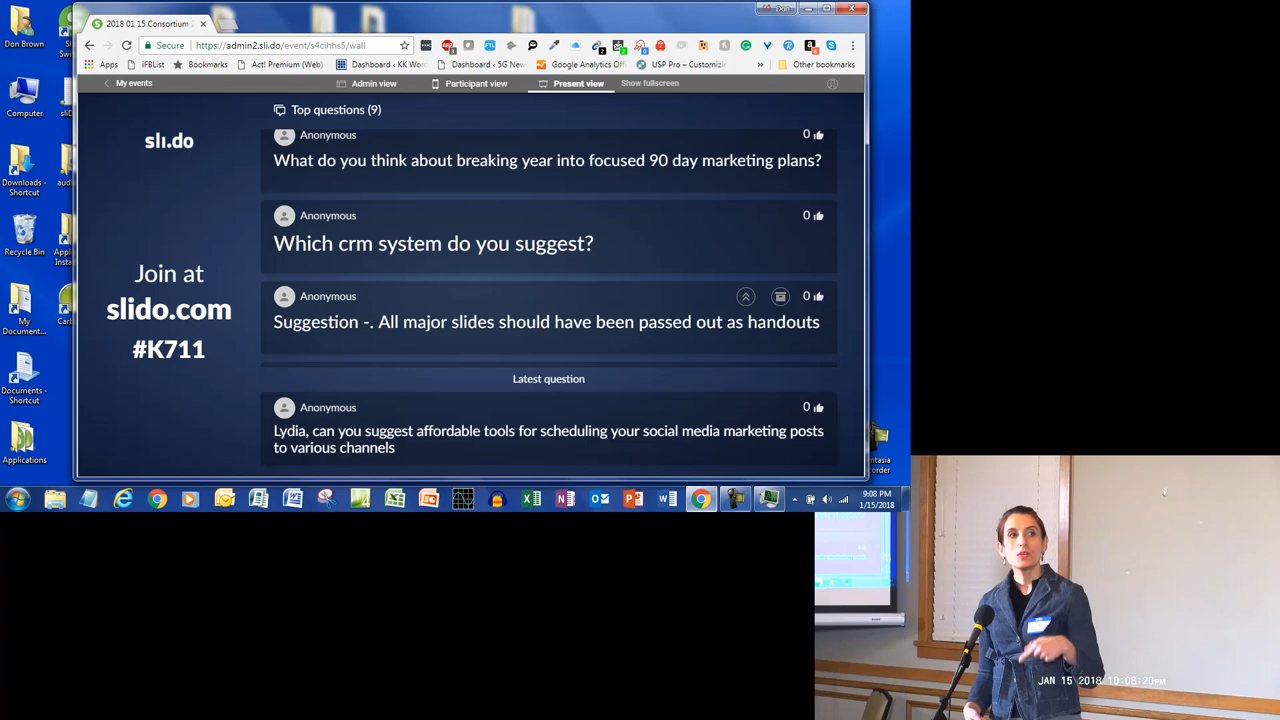 Don Brown
Computer
Downloads -
Shortcut
Recycle Bin
My
Document...
Documents -
Shortcut
Applications
2018 01 15 Consortium
Don
Secure
https://admin2.sli.do/event/s4cihhs5/wall
Apps
iFBList
Bookmarks
Act! Premium (Web)
Dashboard ‹ KK Wor
Dashboard ‹ 5G New
Google Analytics Off
USP Pro – Customiz
»
Other bookmarks
My events
Admin view
Participant view
Present view
Show fullscreen
Top questions (9)
sli.do
Anonymous
0
What do you think about breaking year into focused 90 day marketing plans?
Anonymous
0
Which crm system do you suggest?
Anonymous
0
Suggestion -. All major slides should have been passed out as handouts
Join at
slido.com
#K711
Latest question
Anonymous
0
Lydia, can you suggest affordable tools for scheduling your social media marketing posts
to various channels
9:08 PM
1/15/2018
JAN 15 2018 10:08:20PM